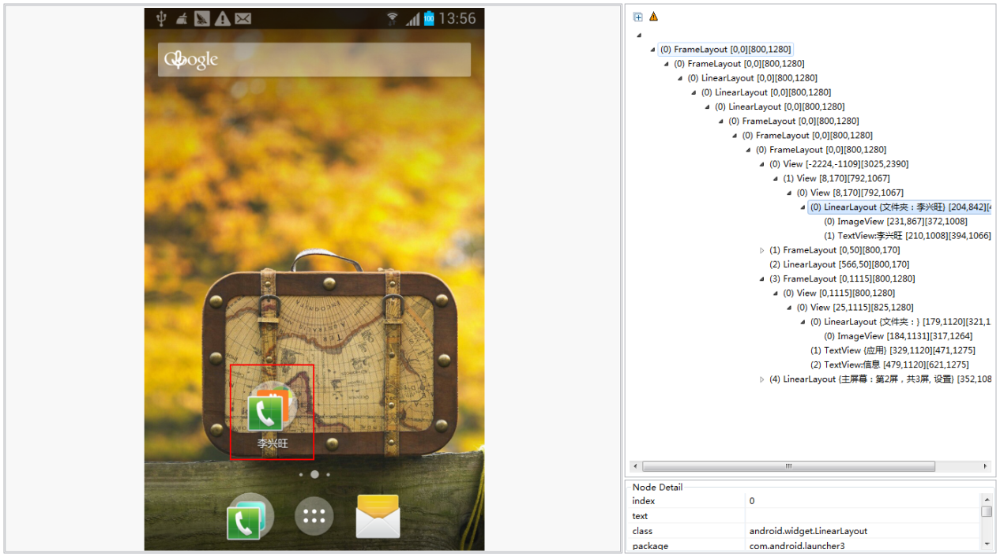 100 13:56
Google
李兴旺
(0) FrameLayout [0,0][800,1280]
(0) FrameLayout [0,0][800,1280]
(0) LinearLayout [0,0][800,1280]
(0) LinearLayout [0,0][800,1280]
(0) LinearLayout [0,0][800,1280]
(0) FrameLayout [0,0][800,1280]
(0) FrameLayout [0,0][800,1280]
(0) FrameLayout [0,0][800,1280]
(0) View [-2224,-1109][3025,2390]
(1) View [8,170][792,1067]
(0) View [8,170][792,1067]
(0) LinearLayout {文件夹：李兴旺} [204,842][4
(0) ImageView [231,867][372,1008]
(1) TextView:李兴旺 [210,1008][394,1066]
(1) FrameLayout [0,50][800,170]
(2) LinearLayout [566,50][800,170]
(3) FrameLayout [0,1115][800,1280]
(0) View [0,1115][800,1280]
(0) View [25,1115][825,1280]
(0) LinearLayout {文件夹：} [179,1120][321,1
(0) ImageView [184,1131][317,1264]
(1) TextView {应用} [329,1120][471,1275]
(2) TextView:信息 [479,1120][621,1275]
(4) LinearLayout {主屏幕：第2屏，共3屏, 设置} [352,108
Node Detail
index 0
text
class android.widget.LinearLayout
package com.android.launcher3